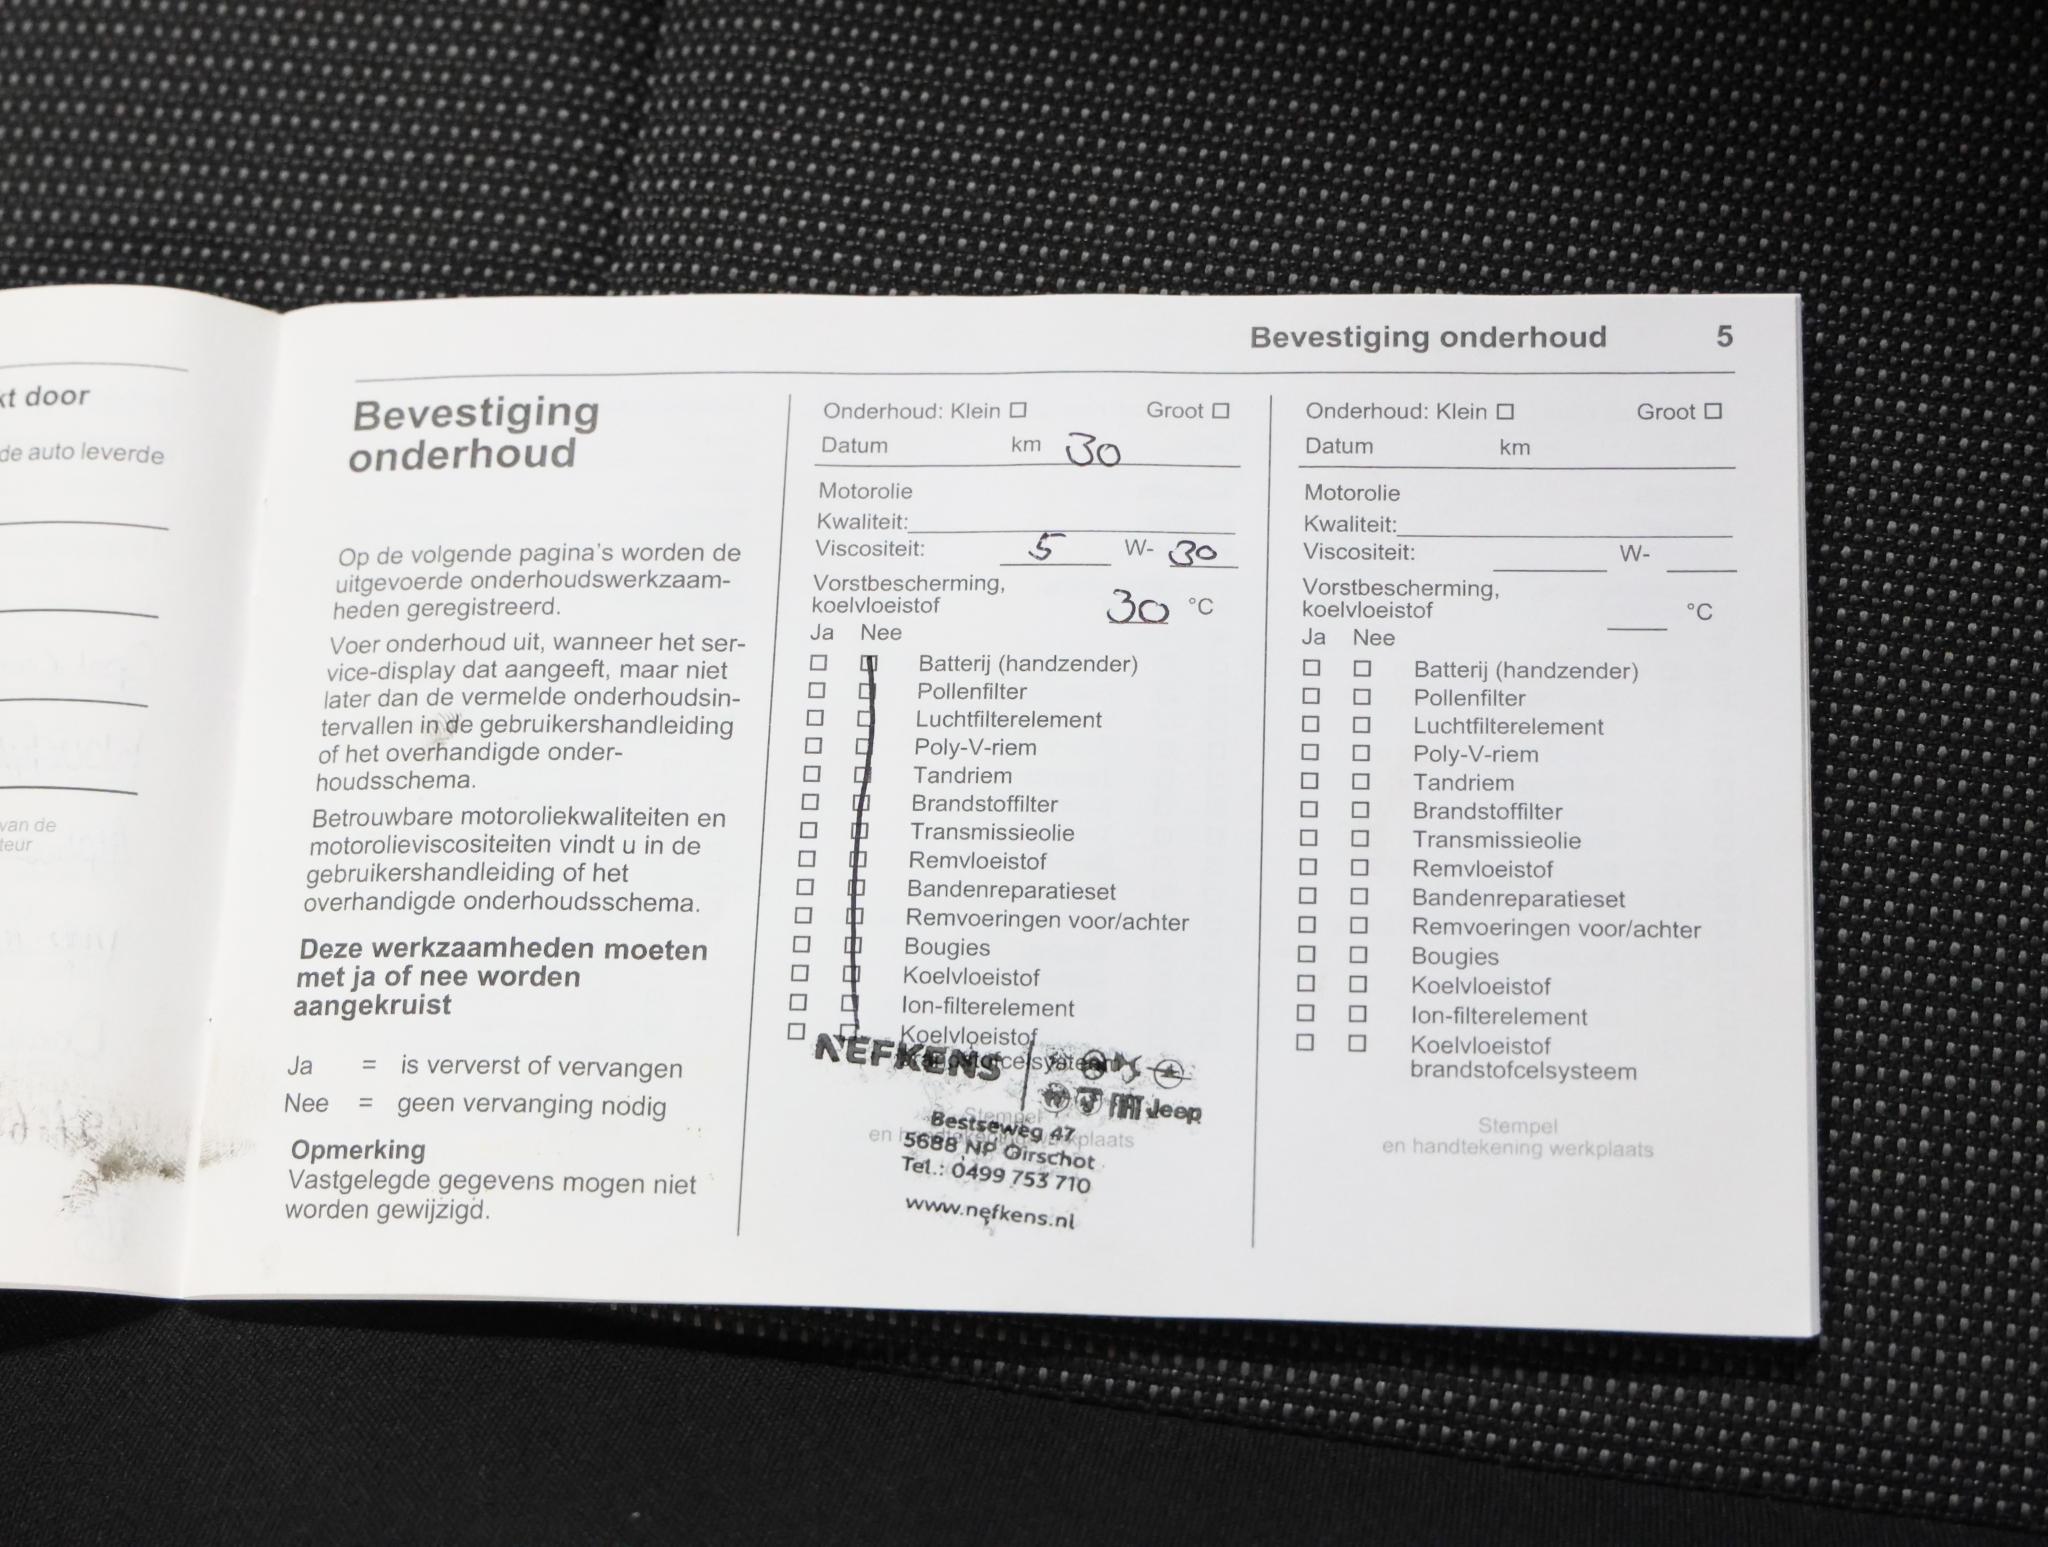 Bevestiging onderhoud 5
kt door
de auto leverde
van de
teur
Bevestiging
onderhoud
Op de volgende pagina's worden de
uitgevoerde onderhoudswerkzaam-
heden geregistreerd.
Voer onderhoud uit, wanneer het ser-
vice-display dat aangeeft, maar niet
later dan de vermelde onderhoudsin-
tervallen in de gebruikershandleiding
of het overhandigde onder-
houdsschema.
Betrouwbare motoroliekwaliteiten en
motorolieviscositeiten vindt u in de
gebruikershandleiding of het
overhandigde onderhoudsschema.
Deze werkzaamheden moeten
met ja of nee worden
aangekruist
Ja = is ververst of vervangen
Nee = geen vervanging nodig
Opmerking
Vastgelegde gegevens mogen niet
worden gewijzigd.
Onderhoud: Klein □ Groot □
Datum km 30
Motorolie
Kwaliteit:
Viscositeit: 5 W- 30
Vorstbescherming,
koelvloeistof 30 °C
Ja Nee
Batterij (handzender)
Pollenfilter
Luchtfilterelement
Poly-V-riem
Tandriem
Brandstoffilter
Transmissieolie
Remvloeistof
Bandenreparatieset
Remvoeringen voor/achter
Bougies
Koelvloeistof
Ion-filterelement
Koelvloeistof
brandstofcelsysteem
NEFKENS
FIAT Jeep
Stempel
en handtekening werkplaats
Bestseweg 47
5688 NP Oirschot
Tel.: 0499 753 710
www.nefkens.nl
Onderhoud: Klein □ Groot □
Datum km
Motorolie
Kwaliteit:
Viscositeit: W-
Vorstbescherming,
koelvloeistof °C
Ja Nee
Batterij (handzender)
Pollenfilter
Luchtfilterelement
Poly-V-riem
Tandriem
Brandstoffilter
Transmissieolie
Remvloeistof
Bandenreparatieset
Remvoeringen voor/achter
Bougies
Koelvloeistof
Ion-filterelement
Koelvloeistof
brandstofcelsysteem
Stempel
en handtekening werkplaats